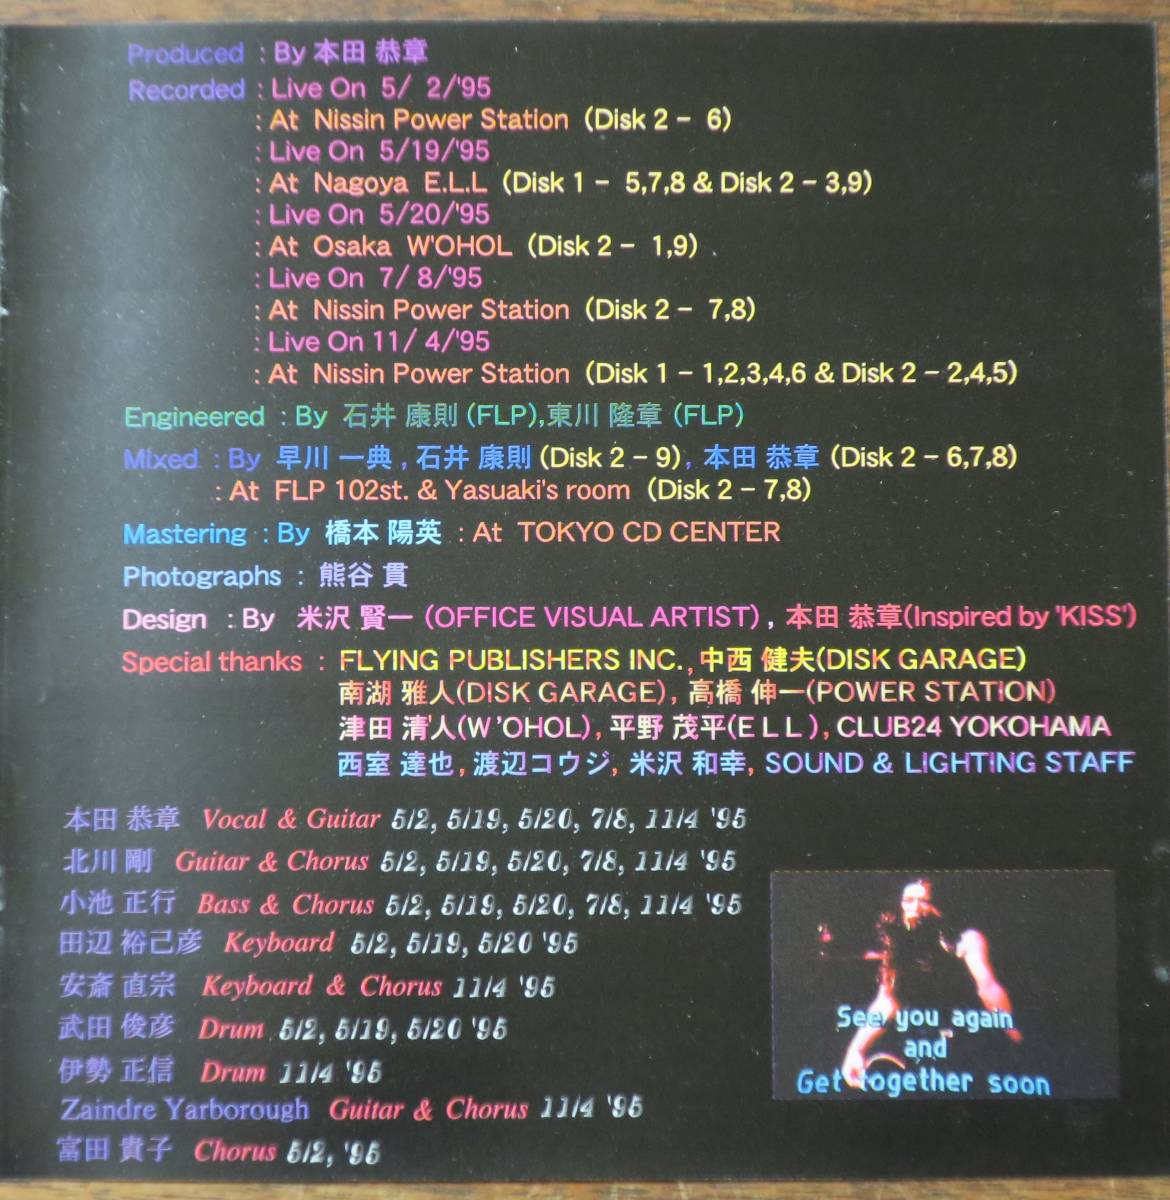 Produced : By 本田 恭章
Recorded : Live On 5/ 2/'95
: At Nissin Power Station (Disk 2 - 6)
: Live On 5/19/'95
: At Nagoya E.L.L (Disk 1 - 5,7,8 & Disk 2 - 3,9)
: Live On 5/20/'95
: At Osaka W'OHOL (Disk 2 - 1,9)
: Live On 7/ 8/'95
: At Nissin Power Station (Disk 2 - 7,8)
: Live On 11/ 4/'95
: At Nissin Power Station (Disk 1 - 1,2,3,4,6 & Disk 2 - 2,4,5)
Engineered : By 石井 康則 (FLP),東川 隆章 (FLP)
Mixed : By 早川 一典 , 石井 康則 (Disk 2 - 9), 本田 恭章 (Disk 2 - 6,7,8)
: At FLP 102st. & Yasuaki's room (Disk 2 - 7,8)
Mastering : By 橋本 陽英 : At TOKYO CD CENTER
Photographs : 熊谷 貫
Design : By 米沢 賢一 (OFFICE VISUAL ARTIST) , 本田 恭章(Inspired by 'KISS')
Special thanks : FLYING PUBLISHERS INC. , 中西 健夫(DISK GARAGE)
南湖 雅人(DISK GARAGE) , 高橋 伸一(POWER STATION)
津田 清人(W'OHOL) , 平野 茂平(E L L ) , CLUB24 YOKOHAMA
西室 達也 , 渡辺コウジ, 米沢 和幸, SOUND & LIGHTING STAFF
本田 恭章 Vocal & Guitar 5/2, 5/19, 5/20, 7/8, 11/4 '95
北川 剛 Guitar & Chorus 5/2, 5/19, 5/20, 7/8, 11/4 '95
小池 正行 Bass & Chorus 5/2, 5/19, 5/20, 7/8, 11/4 '95
田辺 裕己彦 Keyboard 5/2, 5/19, 5/20 '95
安斎 直宗 Keyboard & Chorus 11/4 '95
武田 俊彦 Drum 5/2, 5/19, 5/20 '95
伊勢 正信 Drum 11/4 '95
Zaindre Yarborough Guitar & Chorus 11/4 '95
富田 貴子 Chorus 5/2, '95
See you again
and
Get together soon